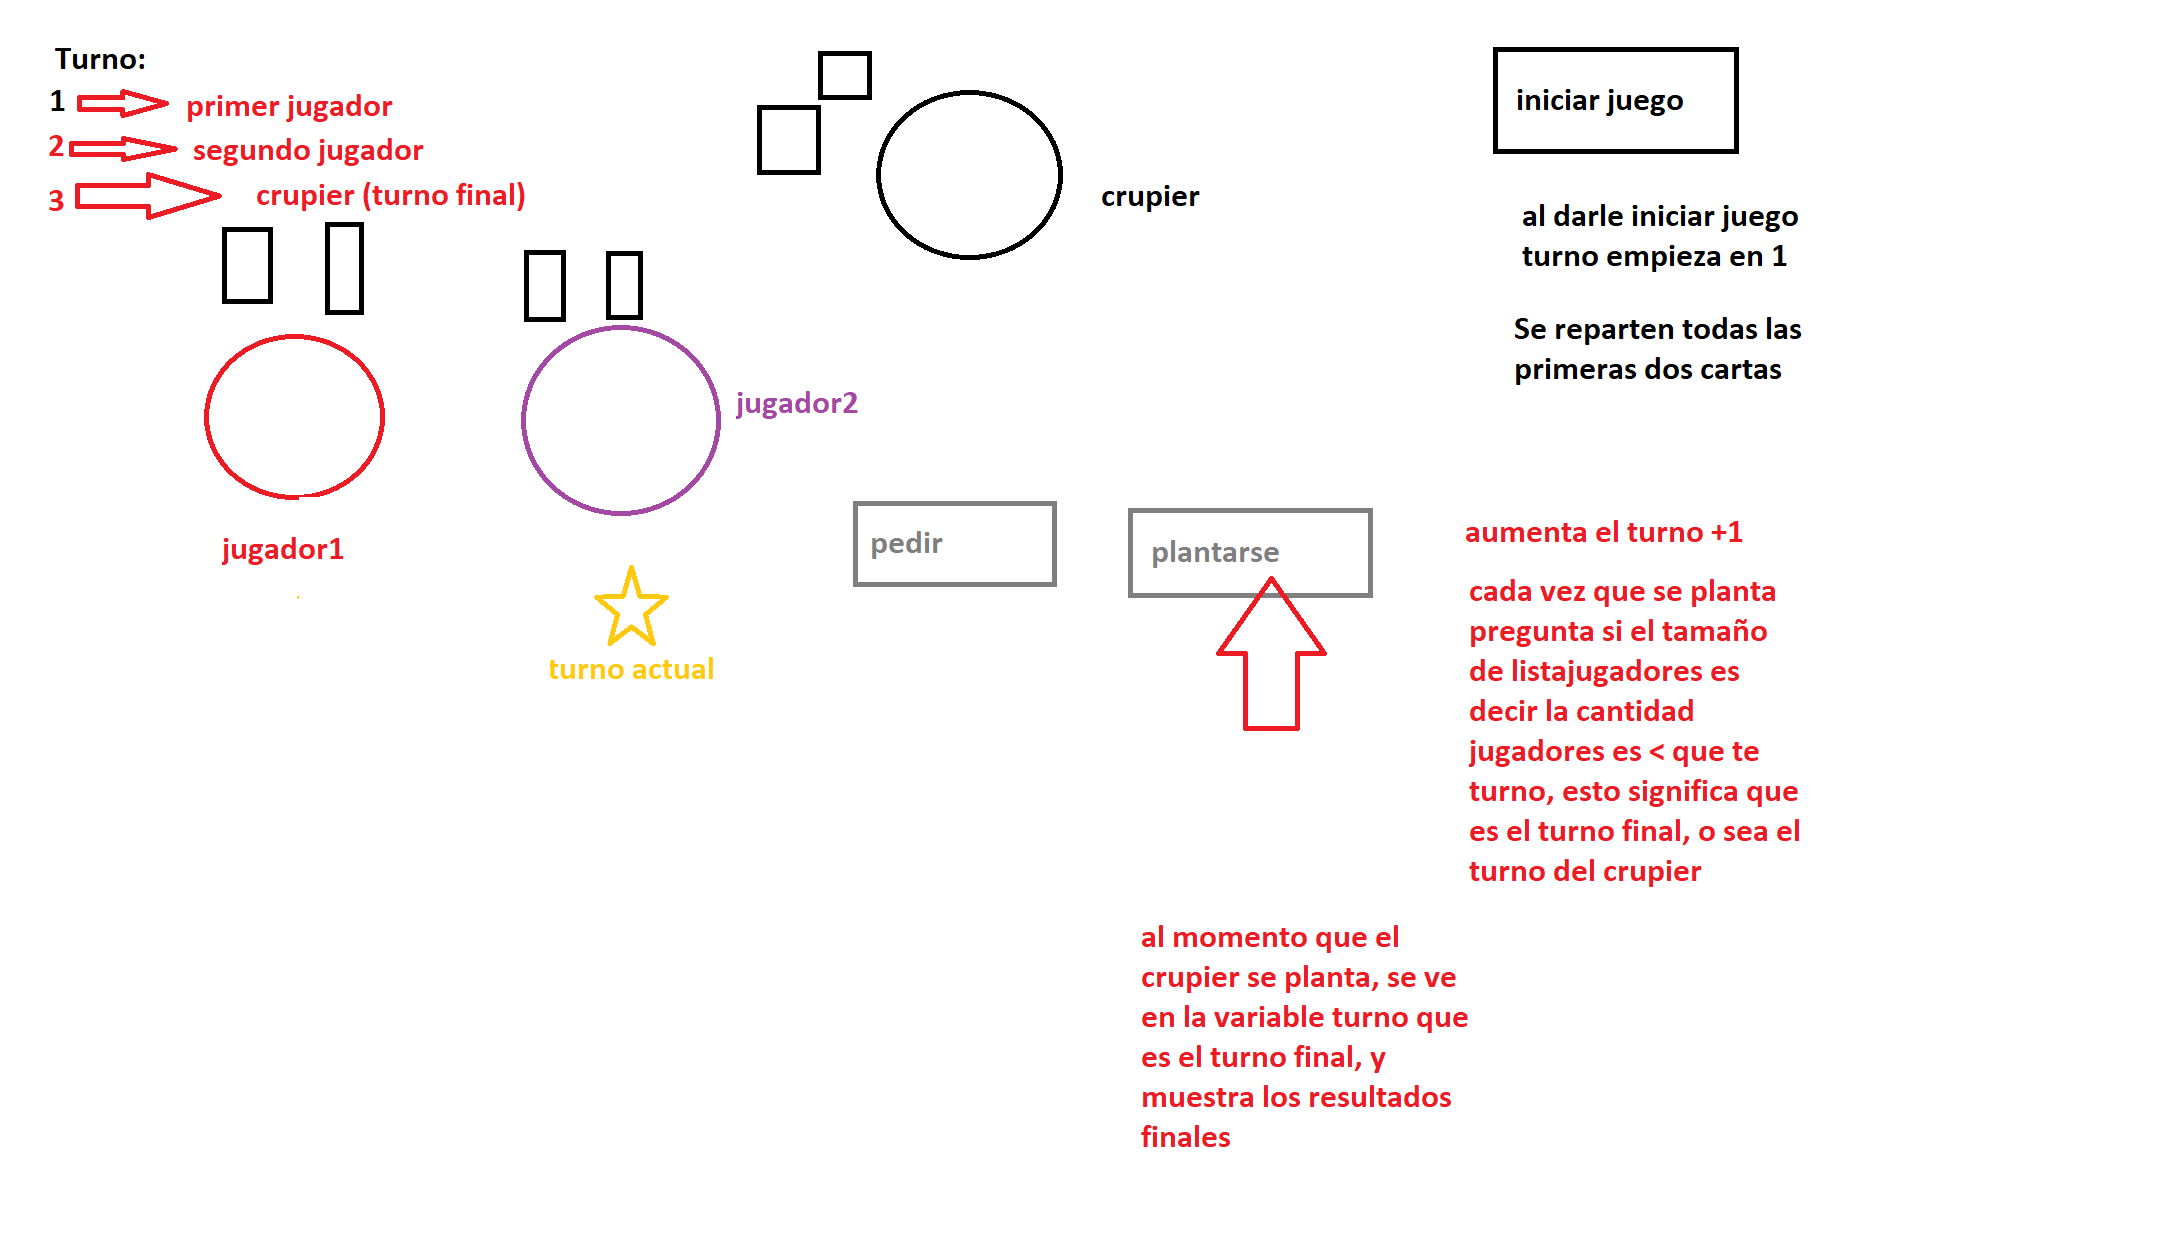 Turno:
1 primer jugador
2 segundo jugador
3 crupier (turno final)
crupier
iniciar juego
al darle iniciar juego
turno empieza en 1
Se reparten todas las
primeras dos cartas
jugador1
jugador2
turno actual
pedir
plantarse
aumenta el turno +1
cada vez que se planta
pregunta si el tamaño
de listajugadores es
decir la cantidad
jugadores es < que te
turno, esto significa que
es el turno final, o sea el
turno del crupier
al momento que el
crupier se planta, se ve
en la variable turno que
es el turno final, y
muestra los resultados
finales